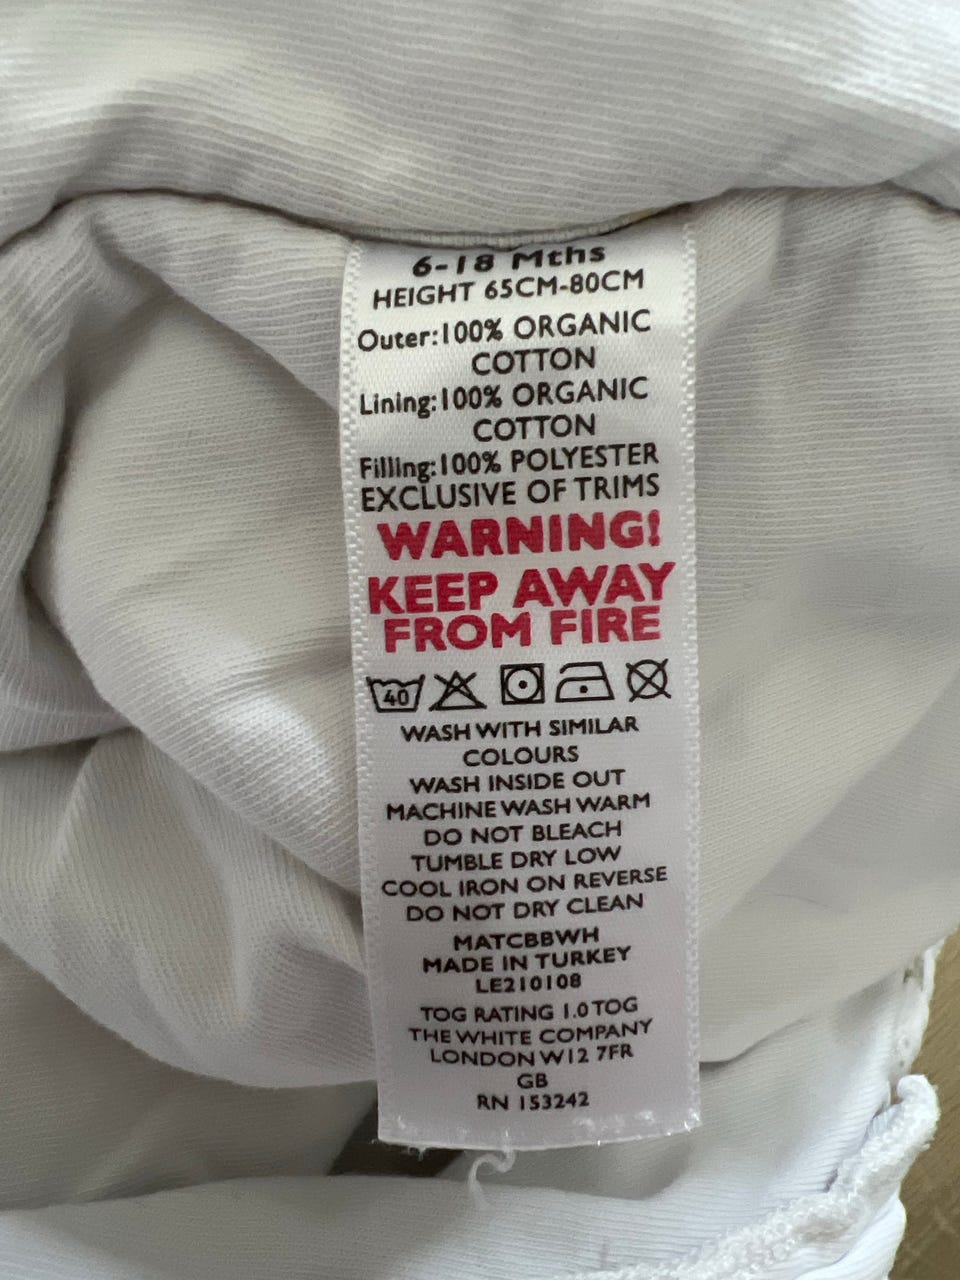 6-18 Mths
HEIGHT 65CM-80CM
Outer:100% ORGANIC
COTTON
Lining:100% ORGANIC
COTTON
Filling:100% POLYESTER
EXCLUSIVE OF TRIMS
WARNING!
KEEP AWAY
FROM FIRE
40
WASH WITH SIMILAR
COLOURS
WASH INSIDE OUT
MACHINE WASH WARM
DO NOT BLEACH
TUMBLE DRY LOW
COOL IRON ON REVERSE
DO NOT DRY CLEAN
MATCBBWH
MADE IN TURKEY
LE210108
TOG RATING 1.0 TOG
THE WHITE COMPANY
LONDON W12 7FR
GB
RN 153242